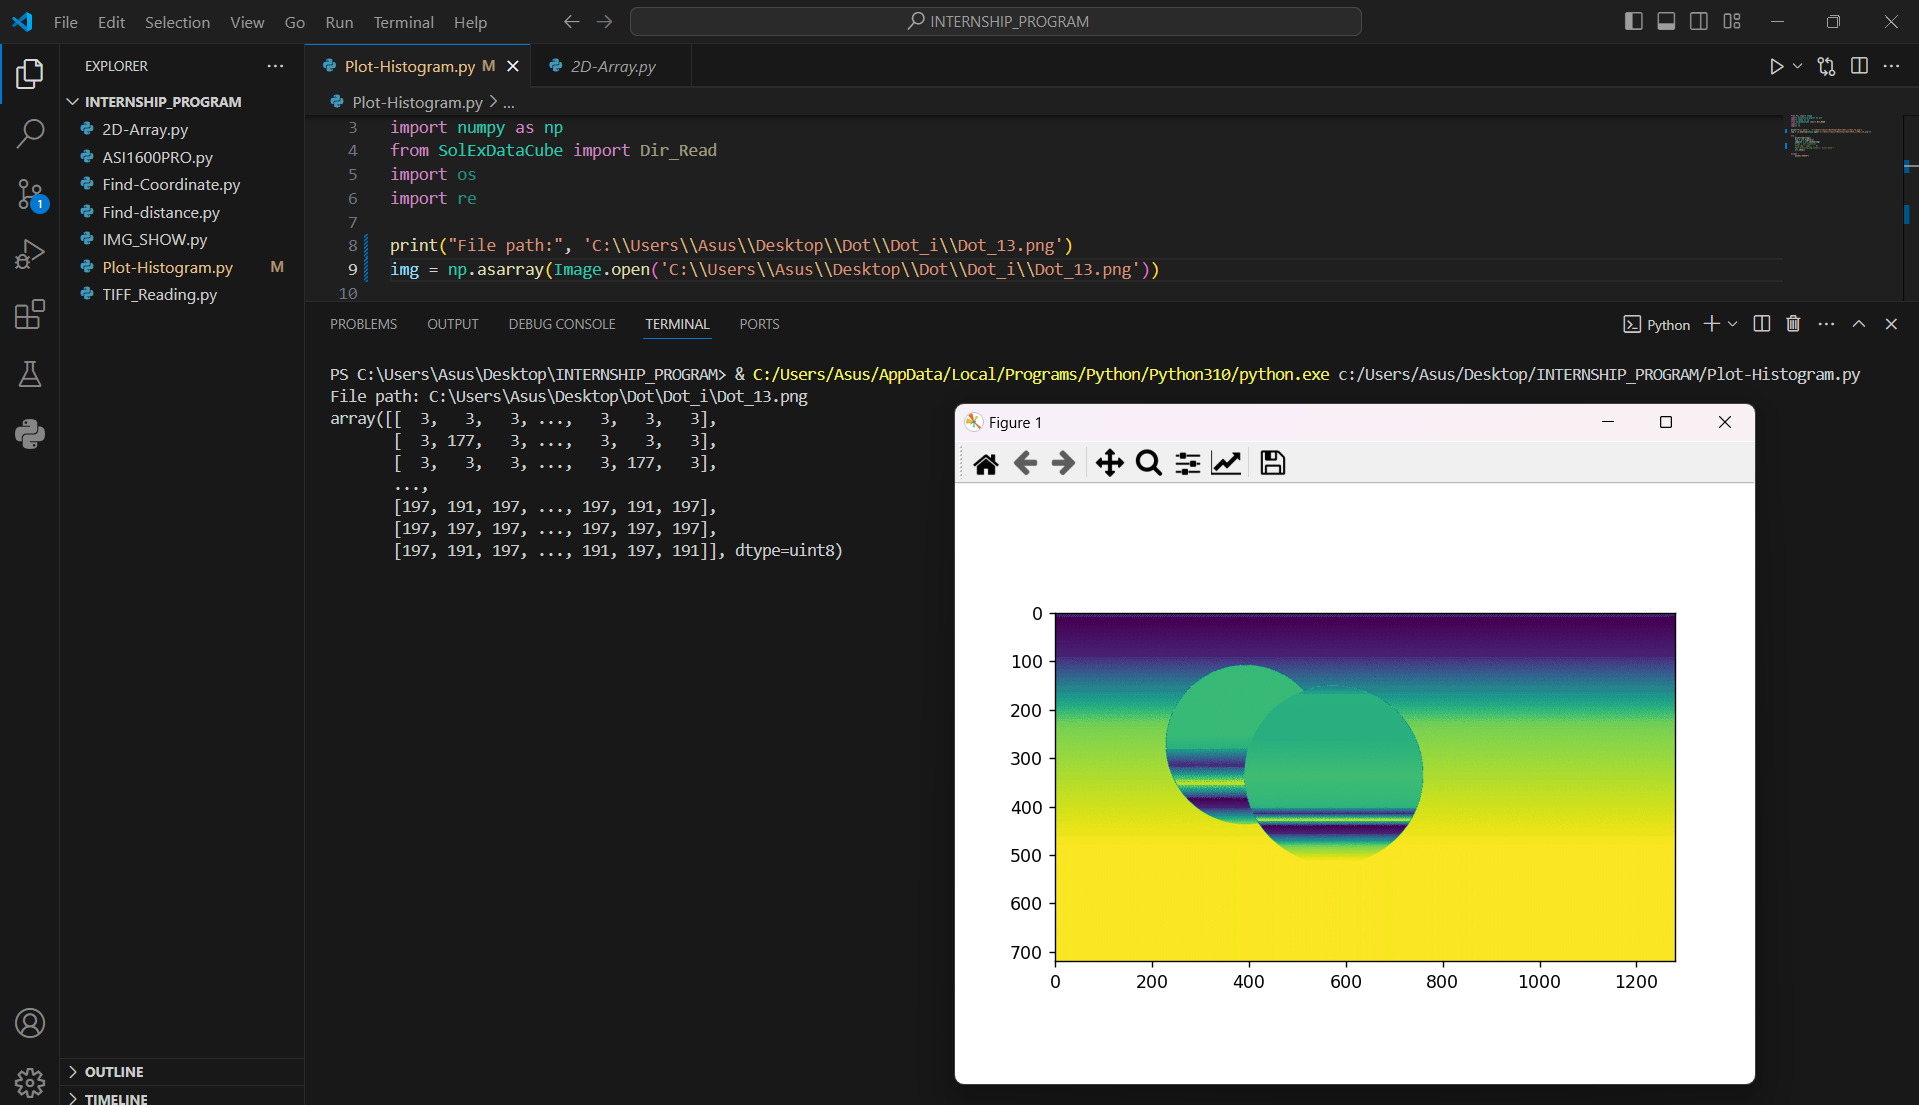 File Edit Selection View Go Run Terminal Help
INTERNSHIP_PROGRAM
EXPLORER
INTERNSHIP_PROGRAM
2D-Array.py
ASI1600PRO.py
Find-Coordinate.py
Find-distance.py
IMG_SHOW.py
Plot-Histogram.py M
TIFF_Reading.py
1
OUTLINE
TIMELINE
Plot-Histogram.py M
2D-Array.py
Plot-Histogram.py > ...
3 import numpy as np
4 from SolExDataCube import Dir_Read
5 import os
6 import re
7
8 print("File path:", 'C:\\Users\\Asus\\Desktop\\Dot\\Dot_i\\Dot_13.png')
9 img = np.asarray(Image.open('C:\\Users\\Asus\\Desktop\\Dot\\Dot_i\\Dot_13.png'))
10
PROBLEMS OUTPUT DEBUG CONSOLE TERMINAL PORTS
Python
PS C:\Users\Asus\Desktop\INTERNSHIP_PROGRAM> & C:/Users/Asus/AppData/Local/Programs/Python/Python310/python.exe c:/Users/Asus/Desktop/INTERNSHIP_PROGRAM/Plot-Histogram.py
File path: C:\Users\Asus\Desktop\Dot\Dot_i\Dot_13.png
array([[  3,   3,   3, ...,   3,   3,   3],
[  3, 177,   3, ...,   3,   3,   3],
[  3,   3,   3, ...,   3, 177,   3],
...,
[197, 191, 197, ..., 197, 191, 197],
[197, 197, 197, ..., 197, 197, 197],
[197, 191, 197, ..., 191, 197, 191]], dtype=uint8)
Figure 1
0
100
200
300
400
500
600
700
0 200 400 600 800 1000 1200